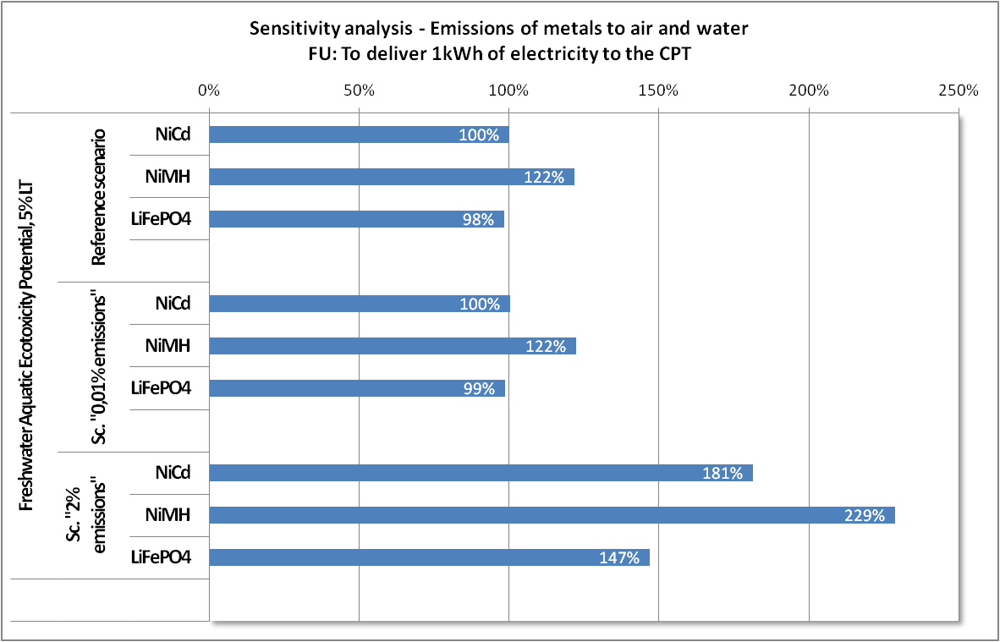 Sensitivity analysis - Emissions of metals to air and water
FU: To deliver 1kWh of electricity to the CPT
0% 50% 100% 150% 200% 250%
Freshwater Aquatic Ecotoxicity Potential, 5% LT
Reference scenario
NiCd 100%
NiMH 122%
LiFePO4 98%
Sc. "0,01% emissions"
NiCd 100%
NiMH 122%
LiFePO4 99%
Sc. "2%
emissions"
NiCd 181%
NiMH 229%
LiFePO4 147%